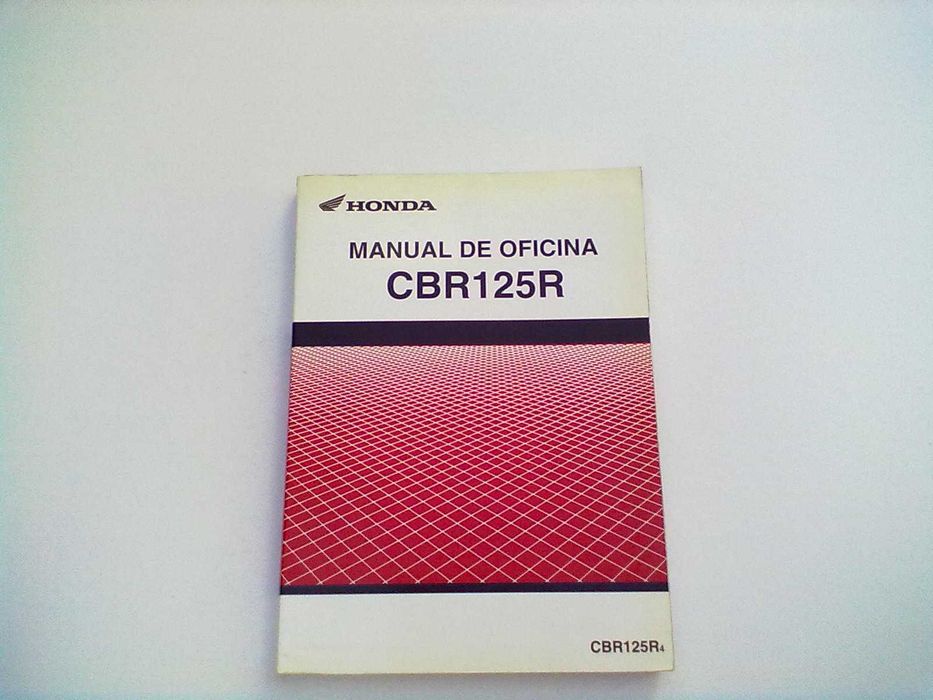 HONDA
MANUAL DE OFICINA
CBR125R
CBR125R4